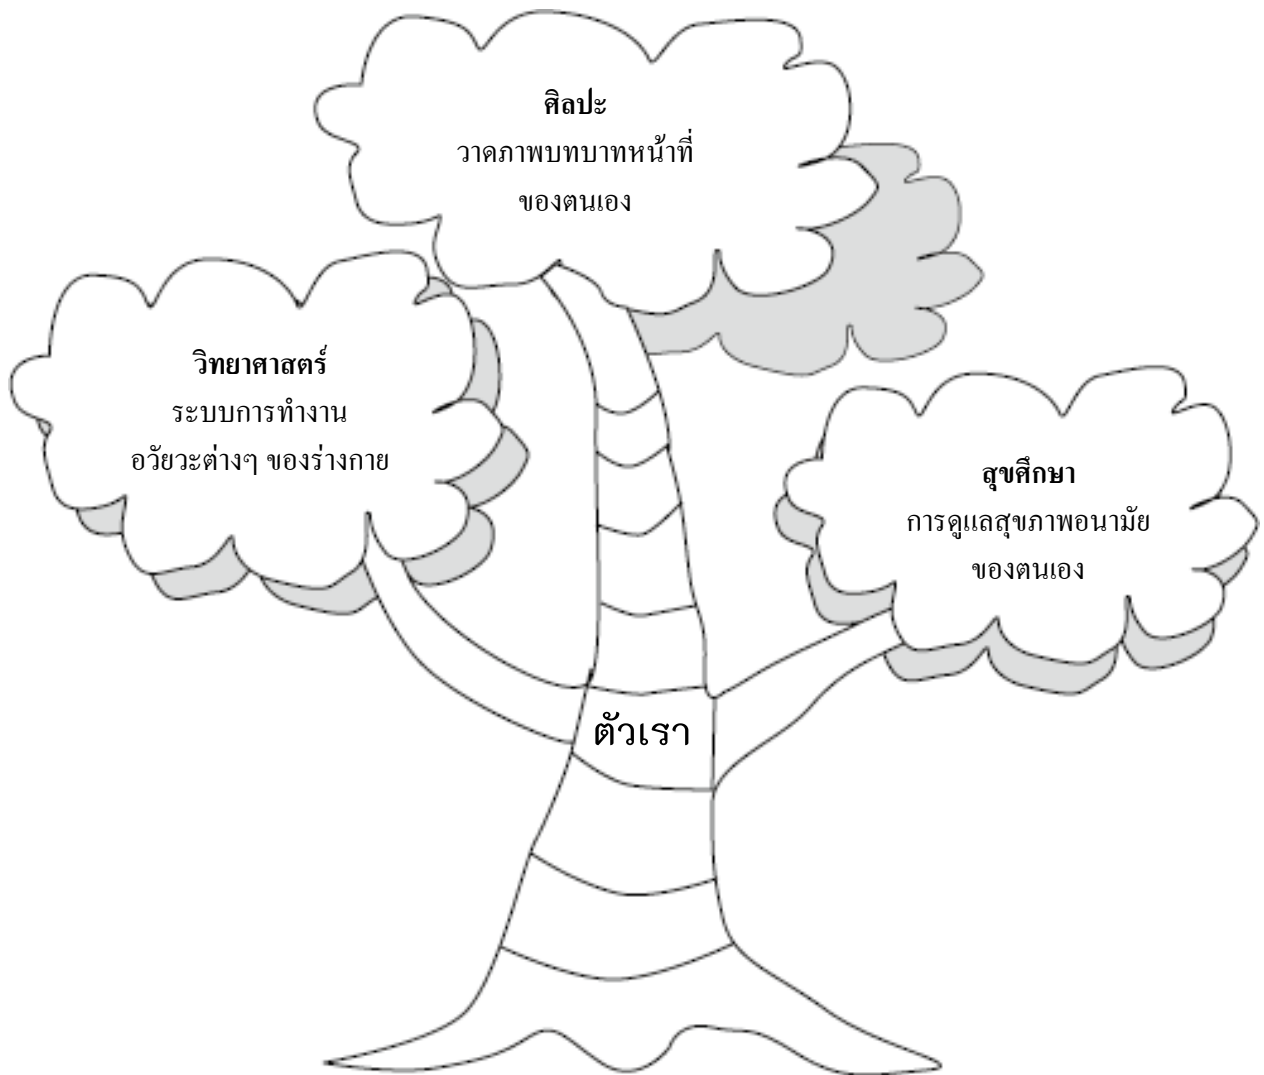 ศิลปะ
วาดภาพบทบาทหน้าที่
ของตนเอง
วิทยาศาสตร์
ระบบการทำงาน
อวัยวะต่างๆ ของร่างกาย
สุขศึกษา
การดูแลสุขภาพอนามัย
ของตนเอง
ตัวเรา